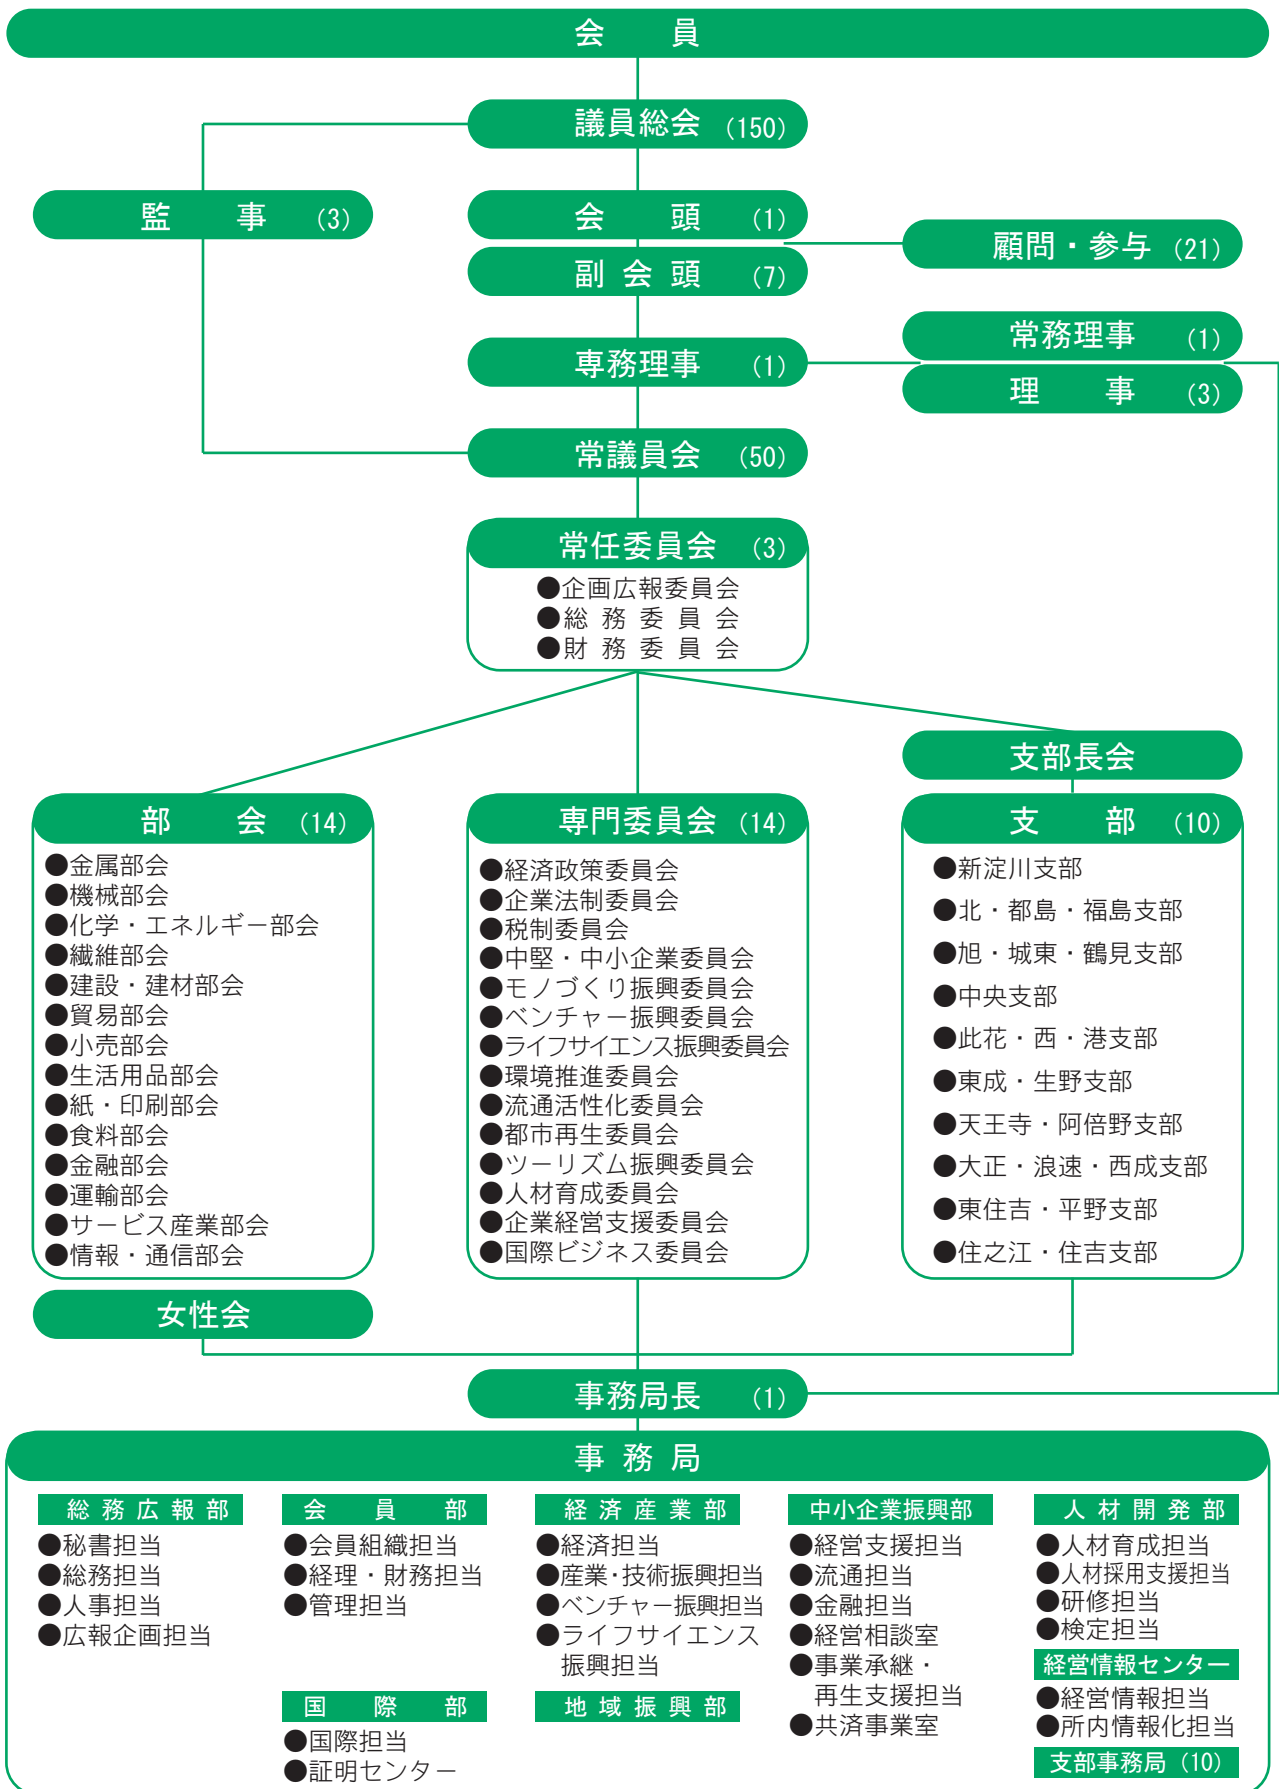 会　員
議員総会（150）
監　事（3）
会　頭（1）
副会頭（7）
顧問・参与（21）
専務理事（1）
常務理事（1）
理　事（3）
常議員会（50）
常任委員会（3）
●企画広報委員会
●総務委員会
●財務委員会
部　会（14）
●金属部会
●機械部会
●化学・エネルギー部会
●繊維部会
●建設・建材部会
●貿易部会
●小売部会
●生活用品部会
●紙・印刷部会
●食料部会
●金融部会
●運輸部会
●サービス産業部会
●情報・通信部会
女性会
専門委員会（14）
●経済政策委員会
●企業法制委員会
●税制委員会
●中堅・中小企業委員会
●モノづくり振興委員会
●ベンチャー振興委員会
●ライフサイエンス振興委員会
●環境推進委員会
●流通活性化委員会
●都市再生委員会
●ツーリズム振興委員会
●人材育成委員会
●企業経営支援委員会
●国際ビジネス委員会
支部長会
支　部（10）
●新淀川支部
●北・都島・福島支部
●旭・城東・鶴見支部
●中央支部
●此花・西・港支部
●東成・生野支部
●天王寺・阿倍野支部
●大正・浪速・西成支部
●東住吉・平野支部
●住之江・住吉支部
事務局長（1）
事務局
総務広報部
●秘書担当
●総務担当
●人事担当
●広報企画担当
会員部
●会員組織担当
●経理・財務担当
●管理担当
国際部
●国際担当
●証明センター
経済産業部
●経済担当
●産業・技術振興担当
●ベンチャー振興担当
●ライフサイエンス
振興担当
地域振興部
中小企業振興部
●経営支援担当
●流通担当
●金融担当
●経営相談室
●事業承継・
再生支援担当
●共済事業室
人材開発部
●人材育成担当
●人材採用支援担当
●研修担当
●検定担当
経営情報センター
●経営情報担当
●所内情報化担当
支部事務局（10）